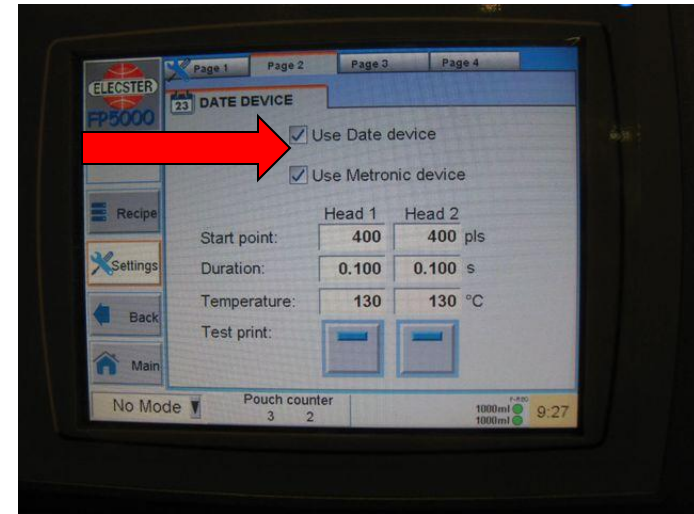 Page 1 Page 2 Page 3 Page 4
ELECSTER
23 DATE DEVICE
FP5000
Use Date device
Use Metronic device
Recipe
Head 1 Head 2
Start point: 400 400 pls
Settings
Duration: 0.100 0.100 s
Temperature: 130 130 °C
Back
Test print:
Main
No Mode
Pouch counter
3 2
1000ml
1000ml
9:27